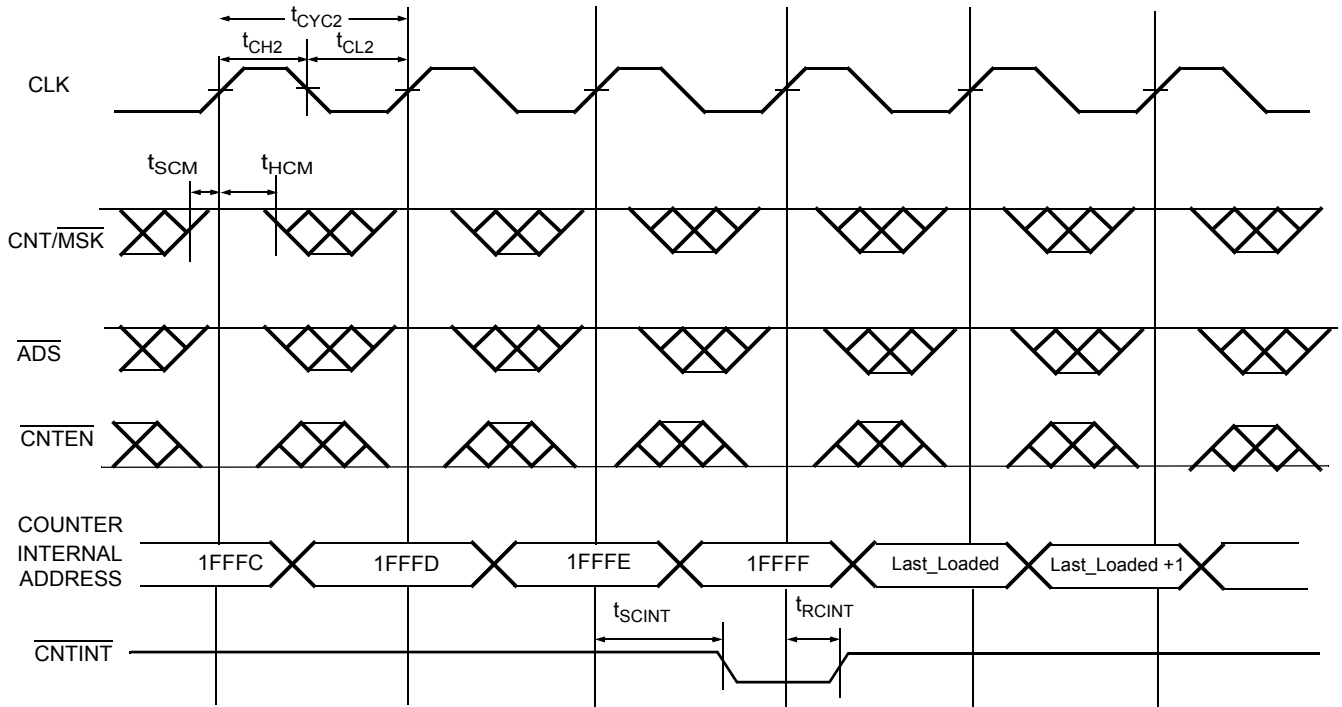 tCYC2
tCH2
tCL2
CLK
tSCM
tHCM
CNT/MSK
ADS
CNTEN
COUNTER
INTERNAL
ADDRESS
1FFFC
1FFFD
1FFFE
1FFFF
Last_Loaded
Last_Loaded +1
tSCINT
tRCINT
CNTINT